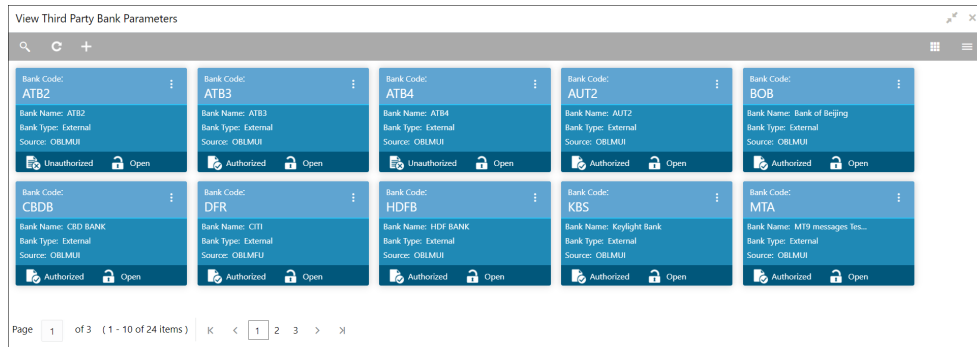 View Third Party Bank Parameters
Bank Code: Bank Code: Bank Code: Bank Code: Bank Code:
ATB2 ATB3 ATB4 AUT2 BOB
Bank Name: ATB2 Bank Name: ATB3 Bank Name: ATB4 Bank Name: AUT2 Bank Name: Bank of Beijing
Bank Type: External Bank Type: External Bank Type: External Bank Type: External Bank Type: External
Source: OBLMUI Source: OBLMUI Source: OBLMUI Source: OBLMUI Source: OBLMUI
Unauthorized Open Authorized Open Unauthorized Open Authorized Open Authorized Open
Bank Code: Bank Code: Bank Code: Bank Code: Bank Code:
CBDB DFR HDFB KBS MTA
Bank Name: CBD BANK Bank Name: CITI Bank Name: HDF BANK Bank Name: Keylight Bank Bank Name: MT9 messages Tes...
Bank Type: External Bank Type: External Bank Type: External Bank Type: External Bank Type: External
Source: OBLMUI Source: OBLMFU Source: OBLMUI Source: OBLMUI Source: OBLMUI
Authorized Open Authorized Open Authorized Open Authorized Open Authorized Open
Page 1 of 3 ( 1 - 10 of 24 items ) 1 2 3